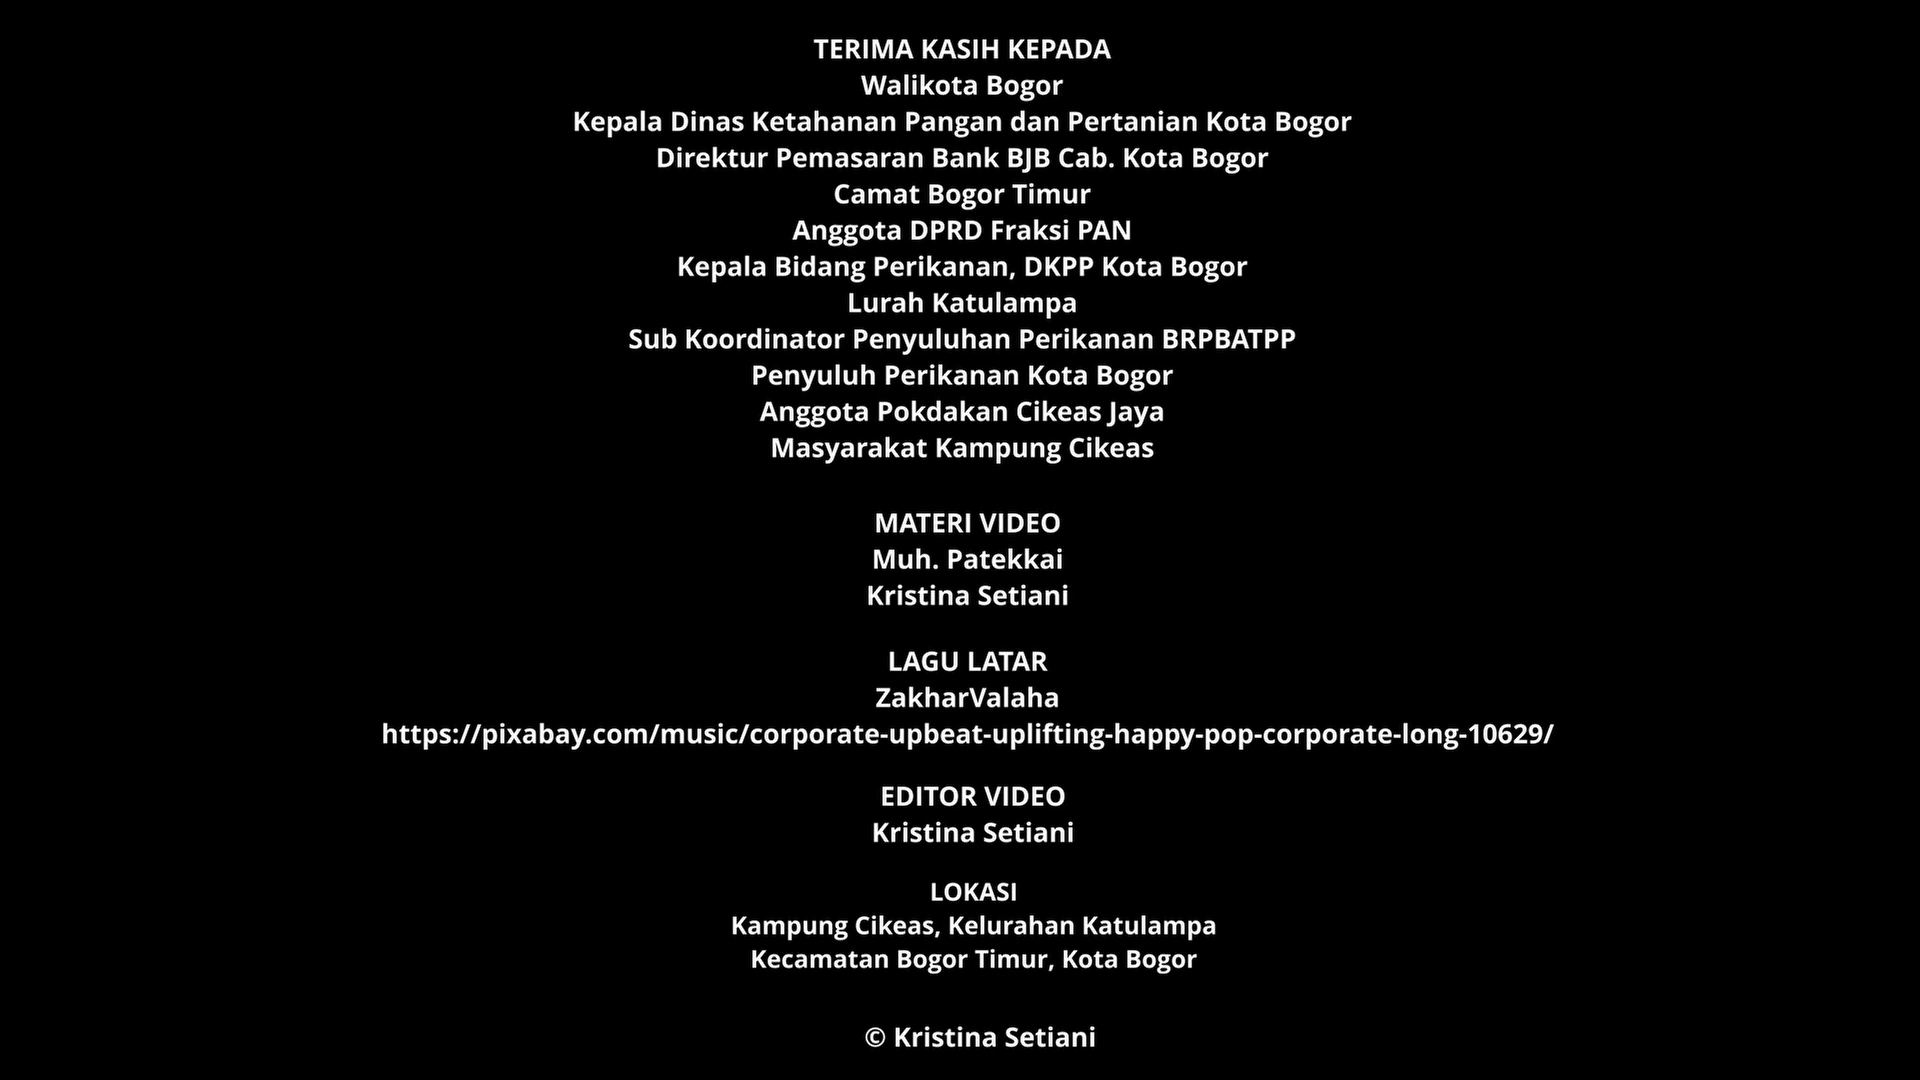 TERIMA KASIH KEPADA
Walikota Bogor
Kepala Dinas Ketahanan Pangan dan Pertanian Kota Bogor
Direktur Pemasaran Bank BJB Cab. Kota Bogor
Camat Bogor Timur
Anggota DPRD Fraksi PAN
Kepala Bidang Perikanan, DKPP Kota Bogor
Lurah Katulampa
Sub Koordinator Penyuluhan Perikanan BRPBATPP
Penyuluh Perikanan Kota Bogor
Anggota Pokdakan Cikeas Jaya
Masyarakat Kampung Cikeas
MATERI VIDEO
Muh. Patekkai
Kristina Setiani
LAGU LATAR
ZakharValaha
https://pixabay.com/music/corporate-upbeat-uplifting-happy-pop-corporate-long-10629/
EDITOR VIDEO
Kristina Setiani
LOKASI
Kampung Cikeas, Kelurahan Katulampa
Kecamatan Bogor Timur, Kota Bogor
© Kristina Setiani